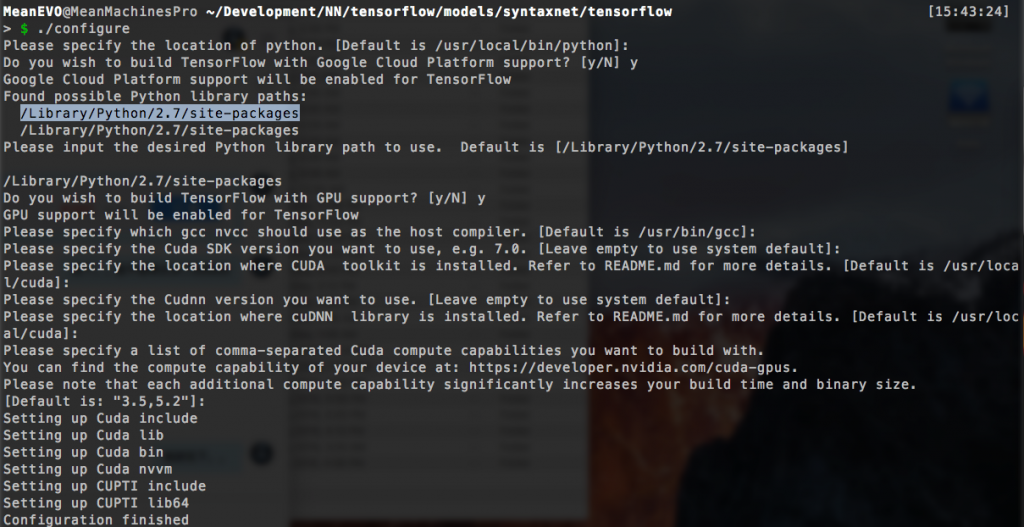 MeanEVO@MeanMachinesPro ~/Development/NN/tensorflow/models/syntaxnet/tensorflow [15:43:24]
> $ ./configure
Please specify the location of python. [Default is /usr/local/bin/python]:
Do you wish to build TensorFlow with Google Cloud Platform support? [y/N] y
Google Cloud Platform support will be enabled for TensorFlow
Found possible Python library paths:
  /Library/Python/2.7/site-packages
  /Library/Python/2.7/site-packages
Please input the desired Python library path to use.  Default is [/Library/Python/2.7/site-packages]

/Library/Python/2.7/site-packages
Do you wish to build TensorFlow with GPU support? [y/N] y
GPU support will be enabled for TensorFlow
Please specify which gcc nvcc should use as the host compiler. [Default is /usr/bin/gcc]:
Please specify the Cuda SDK version you want to use, e.g. 7.0. [Leave empty to use system default]:
Please specify the location where CUDA  toolkit is installed. Refer to README.md for more details. [Default is /usr/loca
l/cuda]:
Please specify the Cudnn version you want to use. [Leave empty to use system default]:
Please specify the location where cuDNN  library is installed. Refer to README.md for more details. [Default is /usr/loc
al/cuda]:
Please specify a list of comma-separated Cuda compute capabilities you want to build with.
You can find the compute capability of your device at: https://developer.nvidia.com/cuda-gpus.
Please note that each additional compute capability significantly increases your build time and binary size.
[Default is: "3.5,5.2"]:
Setting up Cuda include
Setting up Cuda lib
Setting up Cuda bin
Setting up Cuda nvvm
Setting up CUPTI include
Setting up CUPTI lib64
Configuration finished